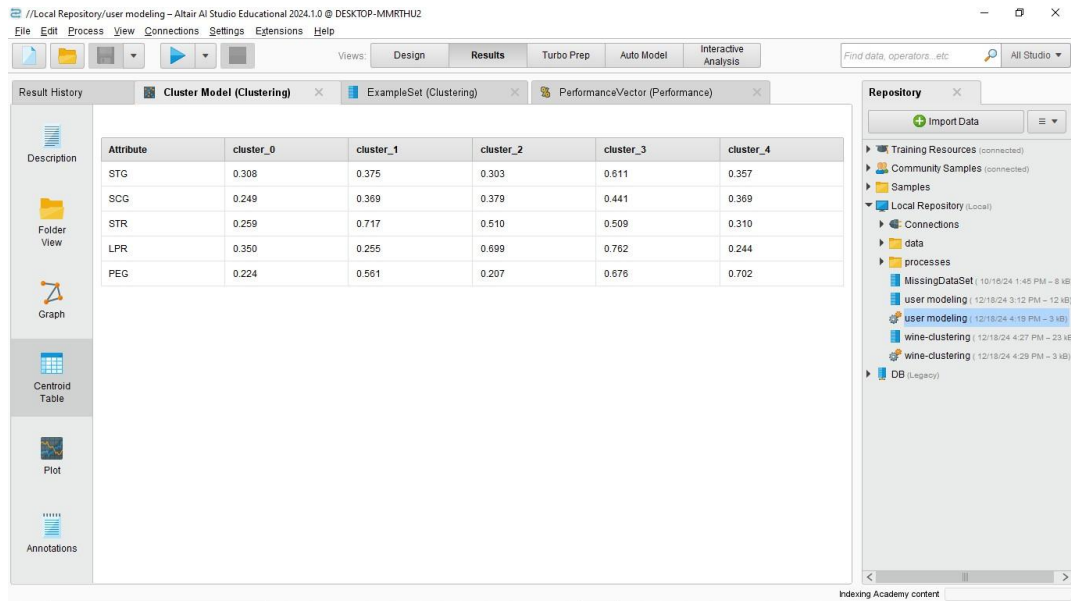 //Local Repository/user modeling – Altair AI Studio Educational 2024.1.0 @ DESKTOP-MMRTHU2
File Edit Process View Connections Settings Extensions Help
Views: Design Results Turbo Prep Auto Model Interactive Analysis Find data, operators...etc All Studio
Result History Cluster Model (Clustering) ExampleSet (Clustering) PerformanceVector (Performance)
Description
Folder View
Graph
Centroid Table
Plot
Annotations
Attribute cluster_0 cluster_1 cluster_2 cluster_3 cluster_4
STG 0.308 0.375 0.303 0.611 0.357
SCG 0.249 0.369 0.379 0.441 0.369
STR 0.259 0.717 0.510 0.509 0.310
LPR 0.350 0.255 0.699 0.762 0.244
PEG 0.224 0.561 0.207 0.676 0.702
Repository
Import Data
Training Resources (connected)
Community Samples (connected)
Samples
Local Repository (Local)
Connections
data
processes
MissingDataSet ( 10/16/24 1:45 PM – 8 kB
user modeling ( 12/18/24 3:12 PM – 12 kB)
user modeling ( 12/18/24 4:19 PM – 3 kB)
wine-clustering ( 12/18/24 4:27 PM – 23 kB
wine-clustering ( 12/18/24 4:29 PM – 3 kB)
DB (Legacy)
Indexing Academy content